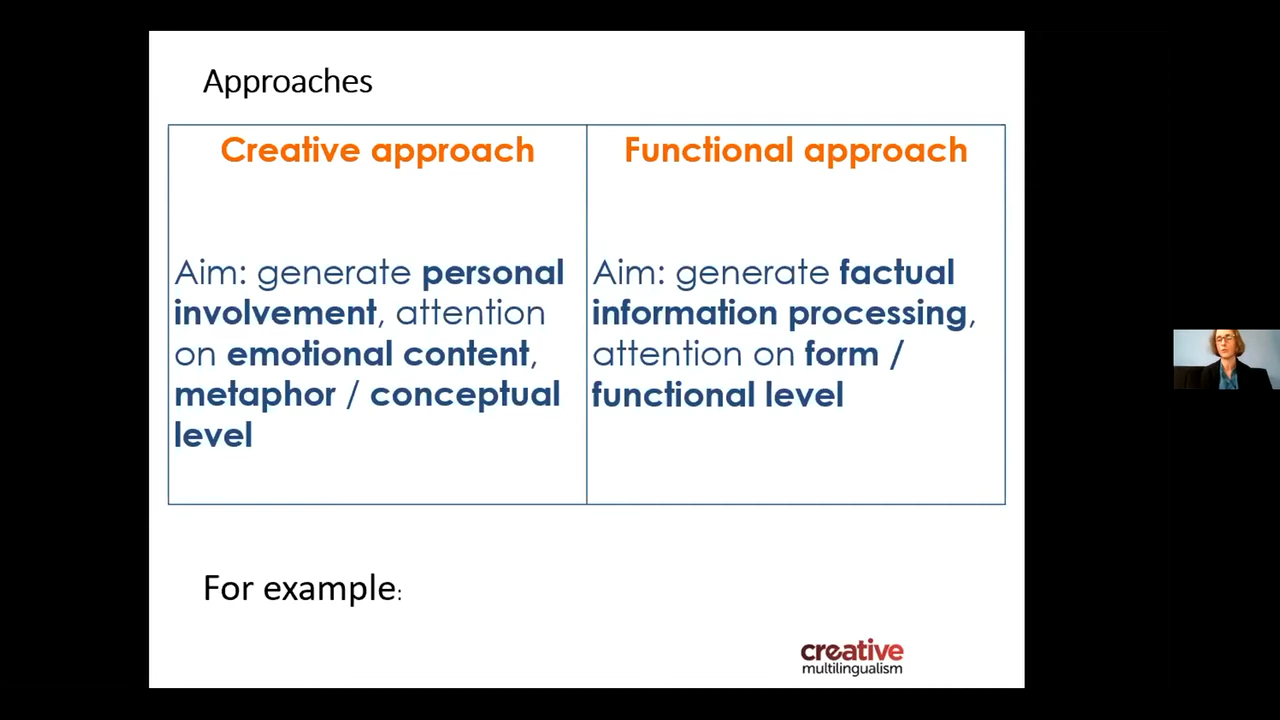 Approaches
Creative approach
Aim: generate personal
involvement, attention
on emotional content,
metaphor / conceptual
level
Functional approach
Aim: generate factual
information processing,
attention on form /
functional level
For example:
creative
multilingualism